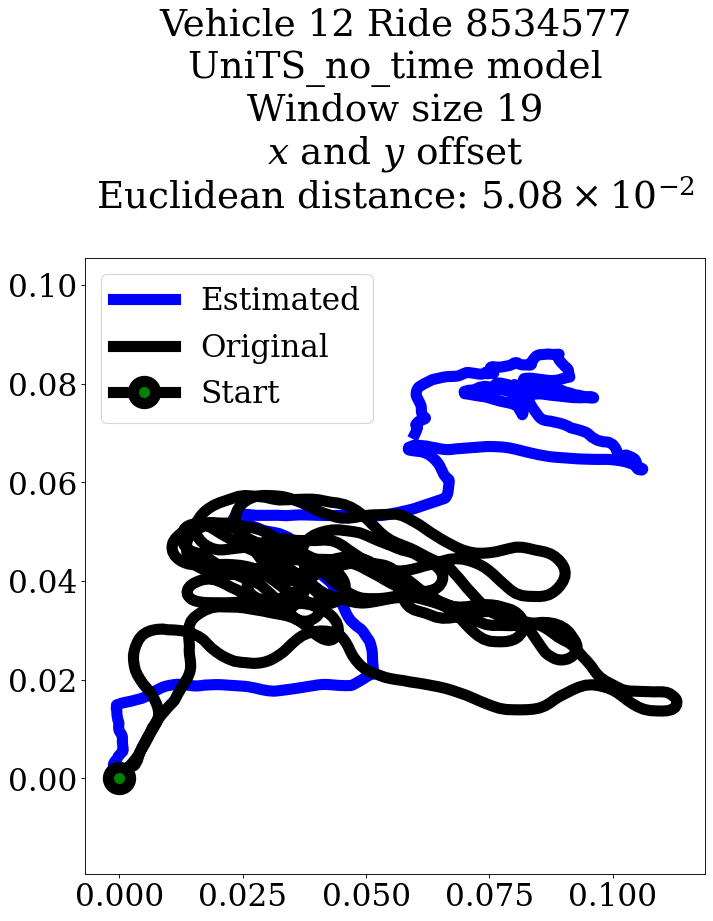 Vehicle 12 Ride 8534577
UniTS_no_time model
Window size 19
x and y offset
Euclidean distance: 5.08 × 10⁻²
Estimated
Original
Start
0.10
0.08
0.06
0.04
0.02
0.00
0.000 0.025 0.050 0.075 0.100